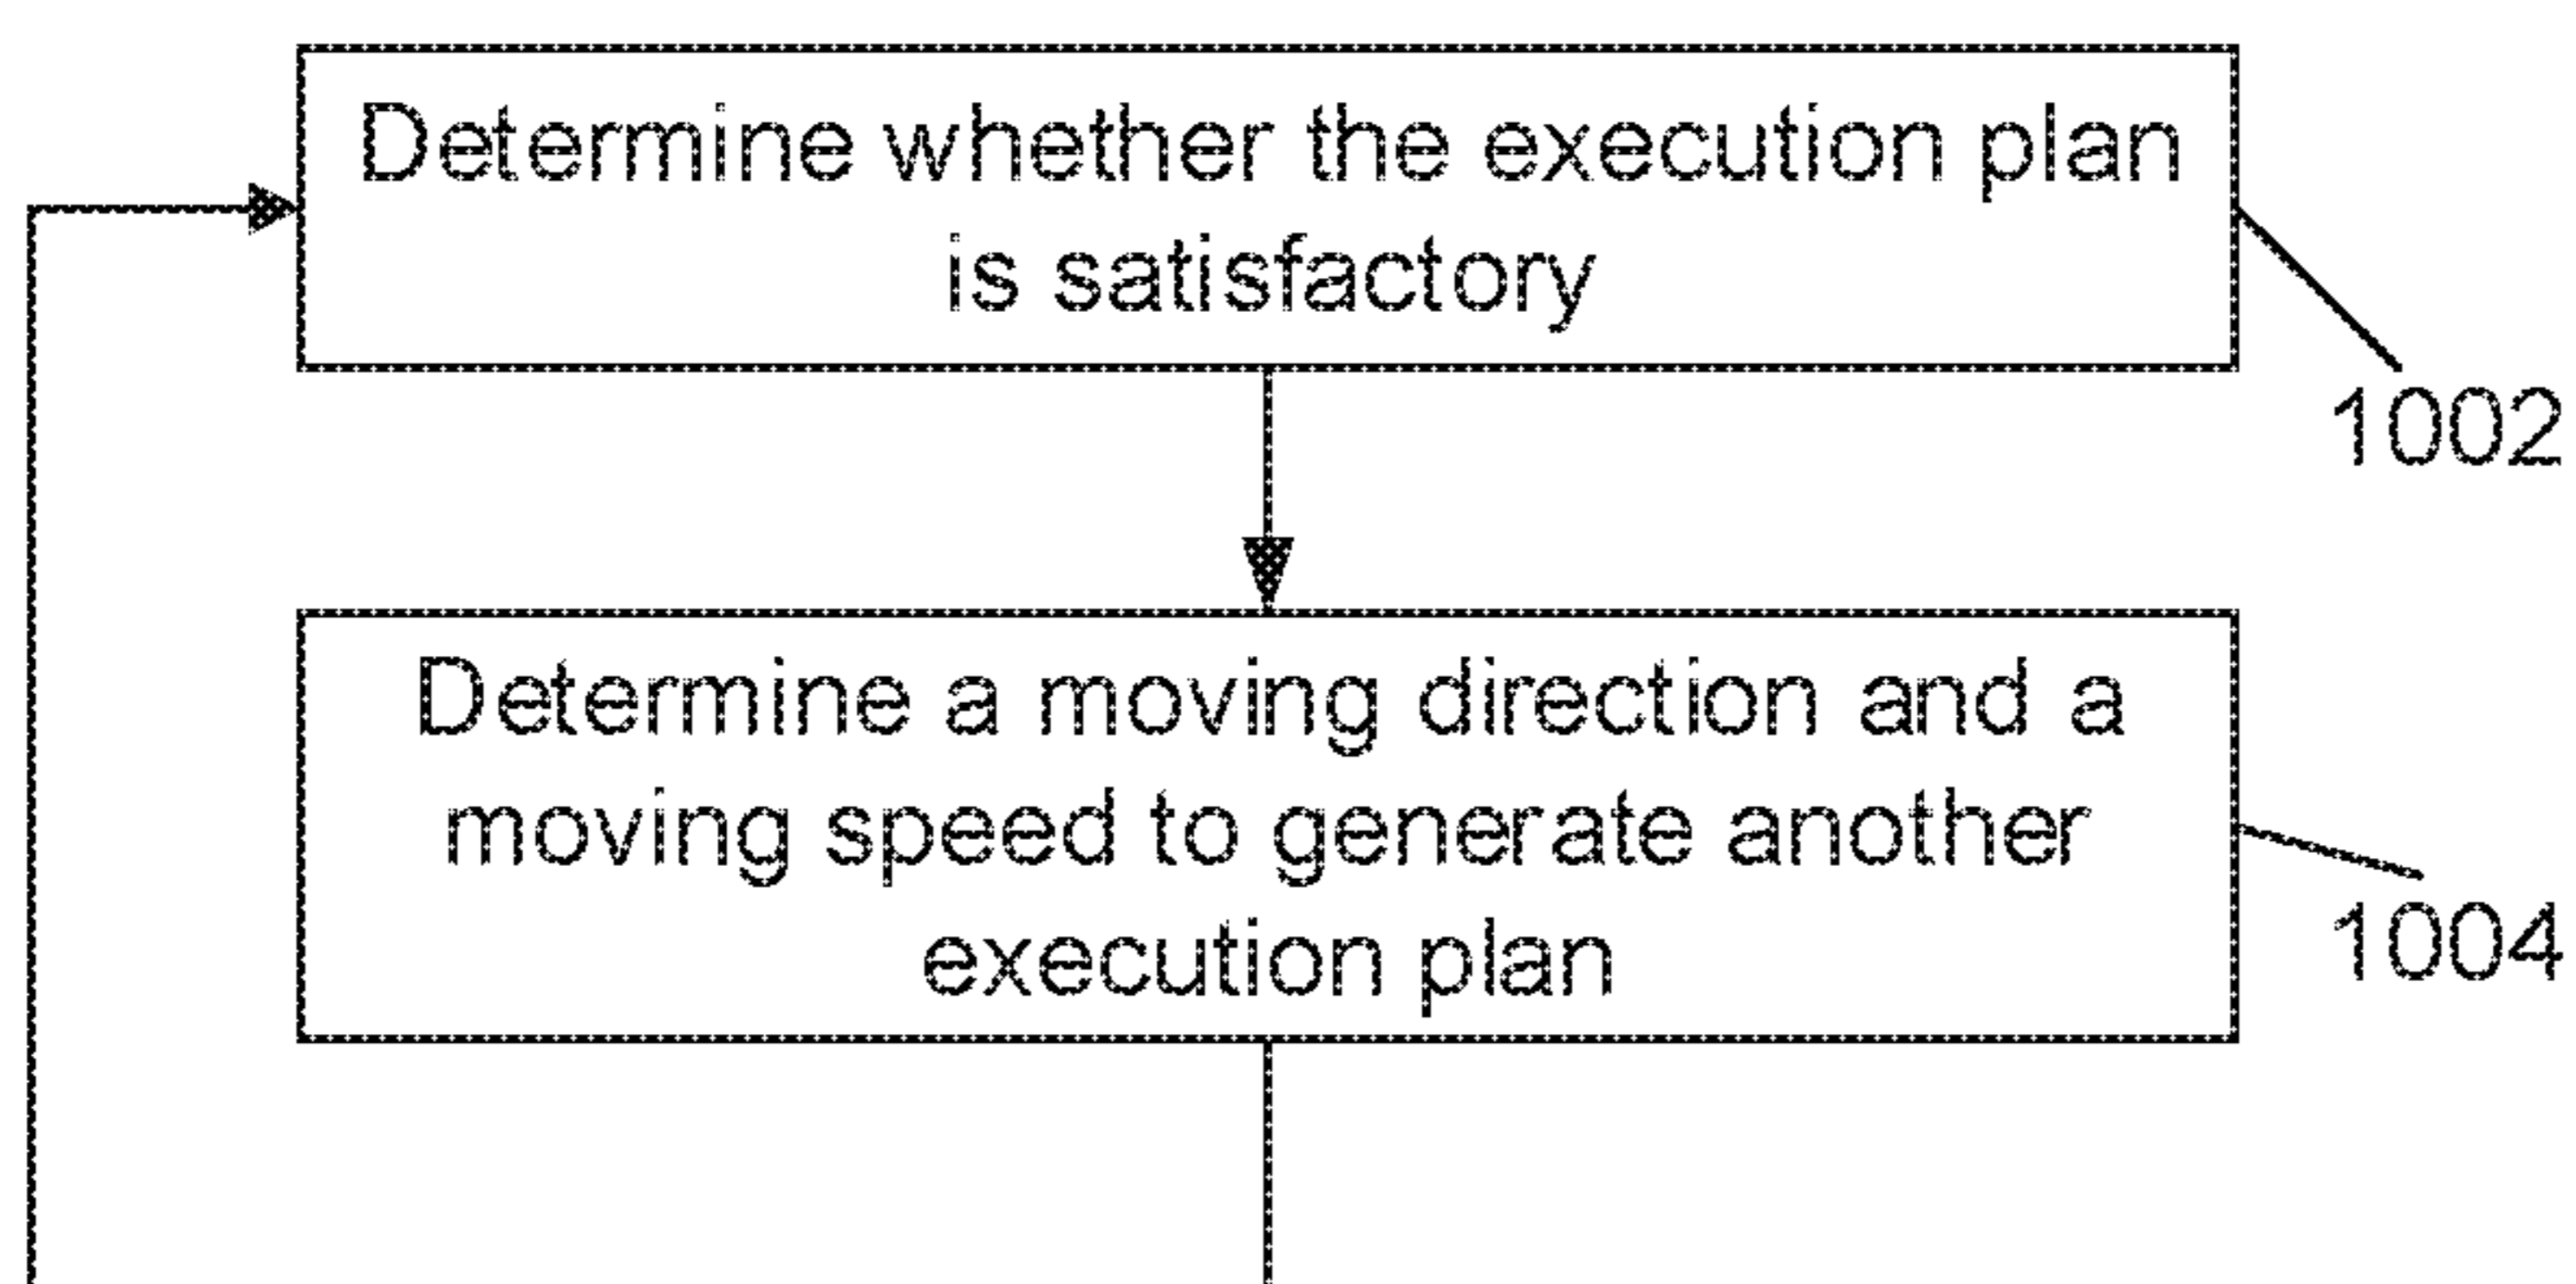 Determine whether the execution plan
is satisfactory
1002
Determine a moving direction and a
moving speed to generate another
execution plan
1004